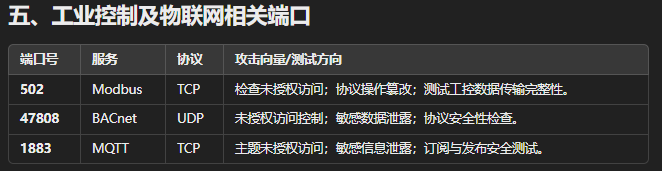 五、工业控制及物联网相关端口
端口号 服务 协议 攻击向量/测试方向
502 Modbus TCP 检查未授权访问；协议操作篡改；测试工控数据传输完整性。
47808 BACnet UDP 未授权访问控制；敏感数据泄露；协议安全性检查。
1883 MQTT TCP 主题未授权访问；敏感信息泄露；订阅与发布安全测试。